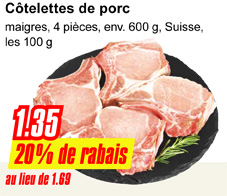 Côtelettes de porc
maigres, 4 pièces, env. 600 g, Suisse,
les 100 g
1.35
20% de rabais
au lieu de 1.69